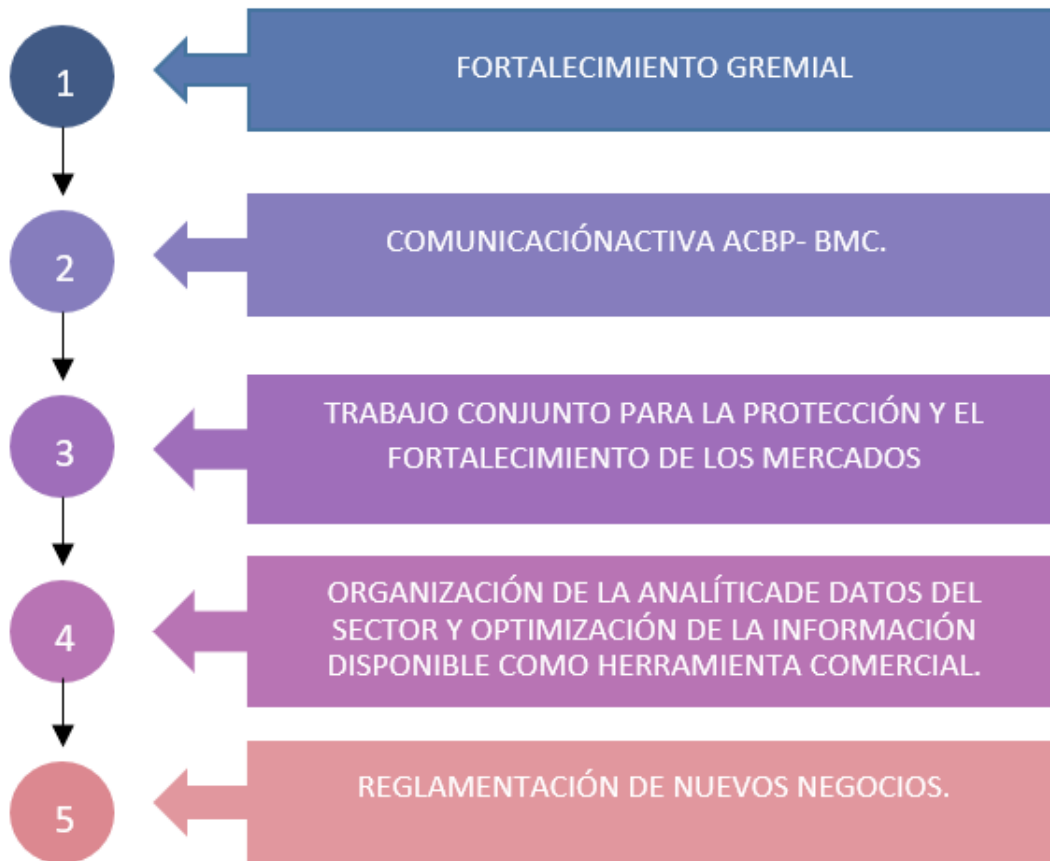 1
FORTALECIMIENTO GREMIAL
2
COMUNICACIÓNACTIVA ACBP- BMC.
3
TRABAJO CONJUNTO PARA LA PROTECCIÓN Y EL
FORTALECIMIENTO DE LOS MERCADOS
4
ORGANIZACIÓN DE LA ANALÍTICADE DATOS DEL
SECTOR Y OPTIMIZACIÓN DE LA INFORMACIÓN
DISPONIBLE COMO HERRAMIENTA COMERCIAL.
5
REGLAMENTACIÓN DE NUEVOS NEGOCIOS.